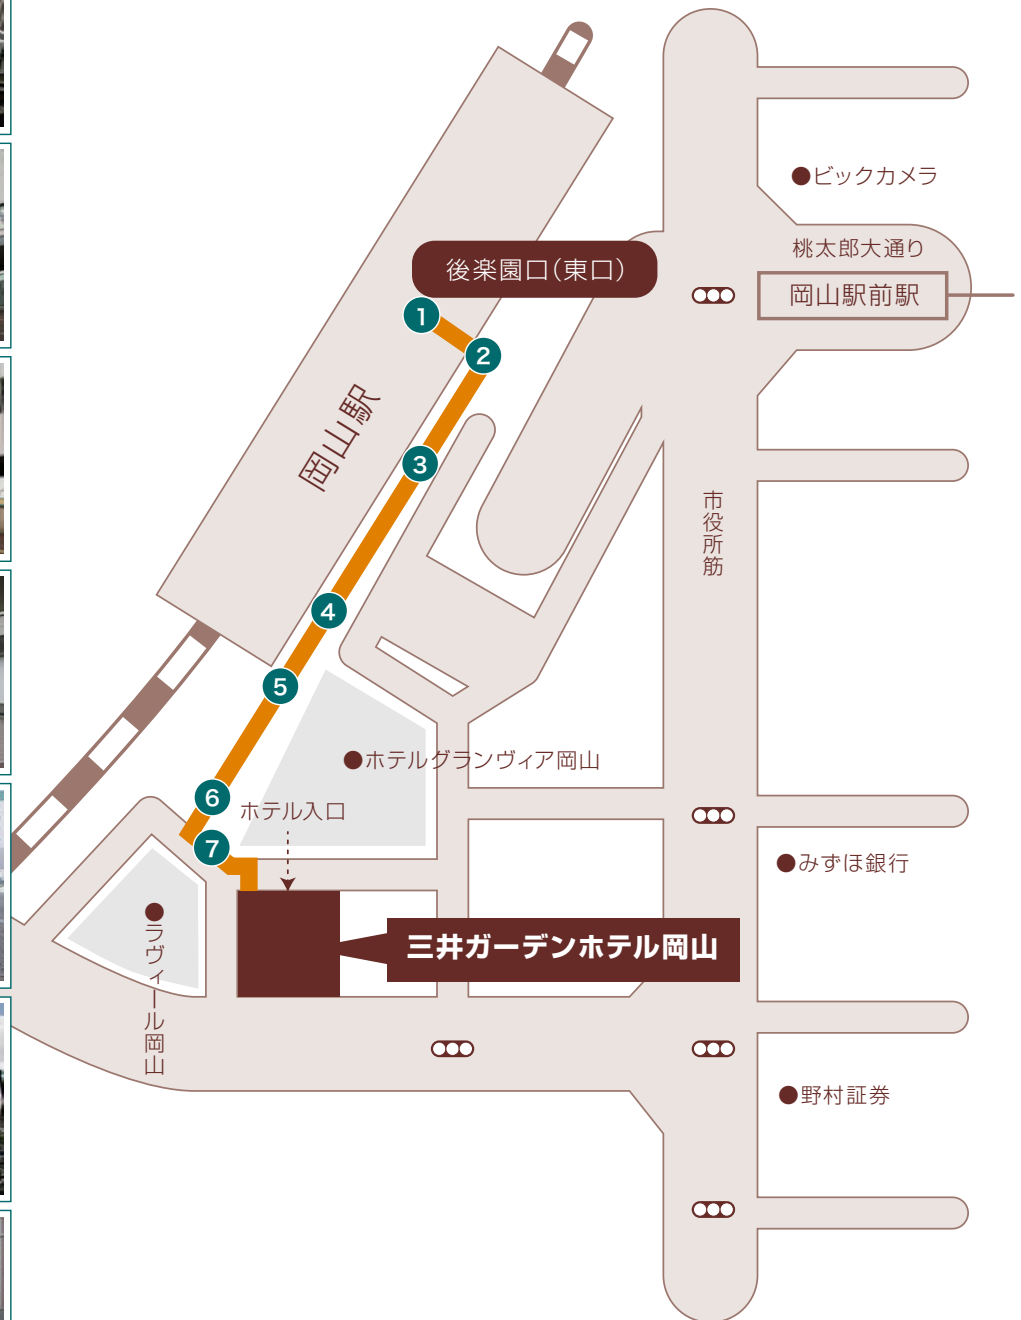 ●ビックカメラ
桃太郎大通り
後楽園口(東口)
岡山駅前駅
1
2
岡山駅
3
市役所筋
4
5
●ホテルグランヴィア岡山
6
ホテル入口
7
●みずほ銀行
●ラヴィール岡山
三井ガーデンホテル岡山
●野村証券